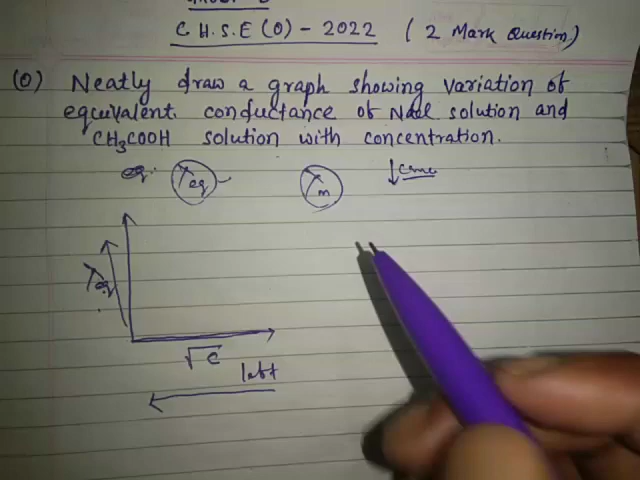 C.H.S.E (O) - 2022 ( 2 Mark Question)
(O) Neatly draw a graph showing variation of
equivalent. conductance of Nacl solution and
CH3COOH solution with concentration.
eq. λeq λm ↓ conc
λeq
√C
left